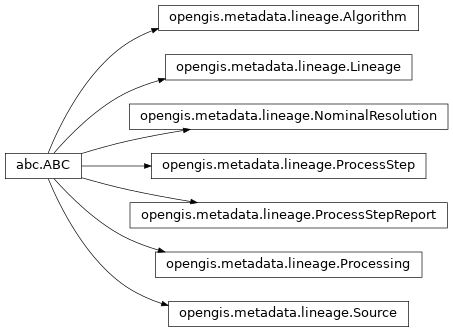 opengis.metadata.lineage.Algorithm
opengis.metadata.lineage.Lineage
opengis.metadata.lineage.NominalResolution
abc.ABC
opengis.metadata.lineage.ProcessStep
opengis.metadata.lineage.ProcessStepReport
opengis.metadata.lineage.Processing
opengis.metadata.lineage.Source